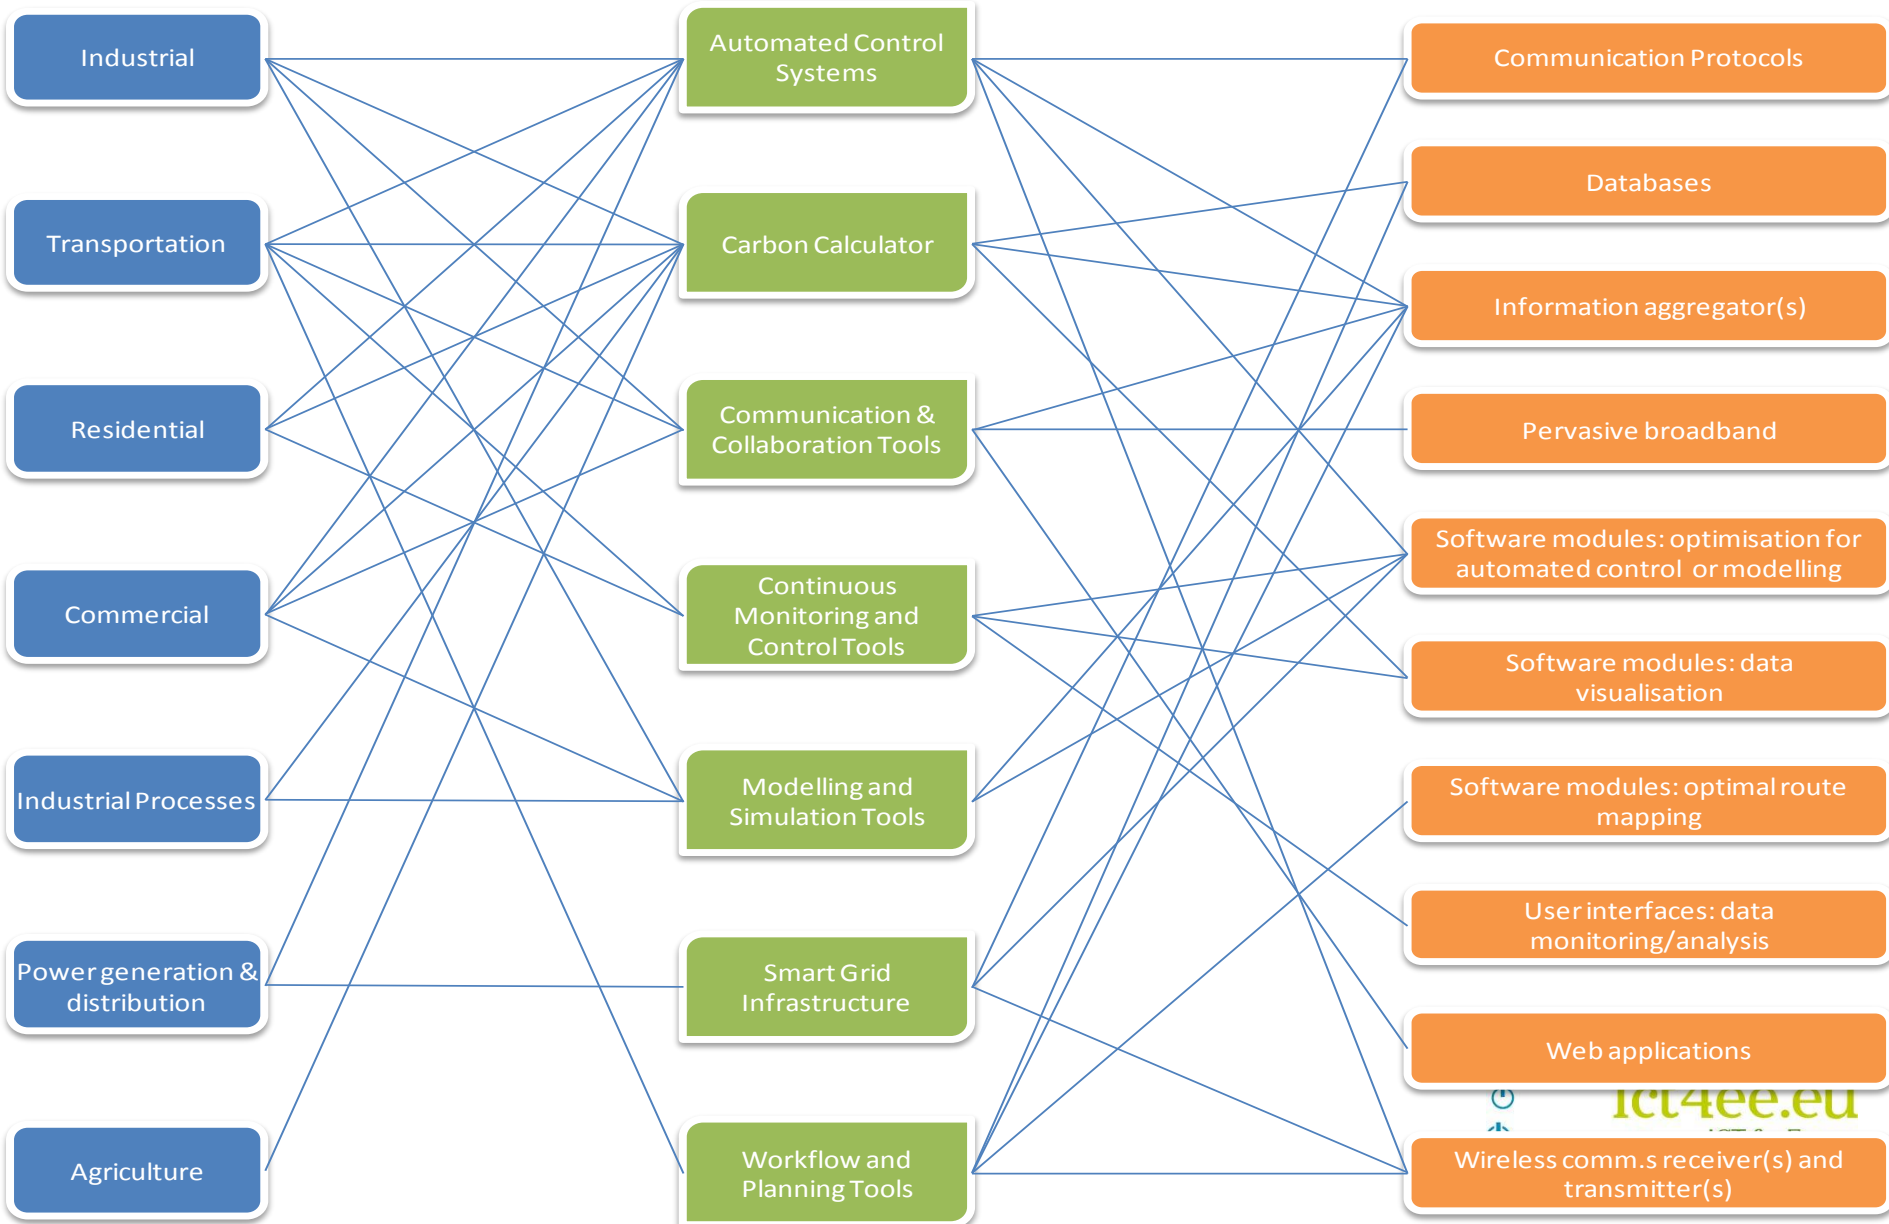 Industrial
Transportation
Residential
Commercial
Industrial Processes
Power generation &
distribution
Agriculture
Automated Control
Systems
Carbon Calculator
Communication &
Collaboration Tools
Continuous
Monitoring and
Control Tools
Modelling and
Simulation Tools
Smart Grid
Infrastructure
Workflow and
Planning Tools
Communication Protocols
Databases
Information aggregator(s)
Pervasive broadband
Software modules: optimisation for
automated control or modelling
Software modules: data
visualisation
Software modules: optimal route
mapping
User interfaces: data
monitoring/analysis
Web applications
ict4ee.eu
Wireless comm.s receiver(s) and
transmitter(s)